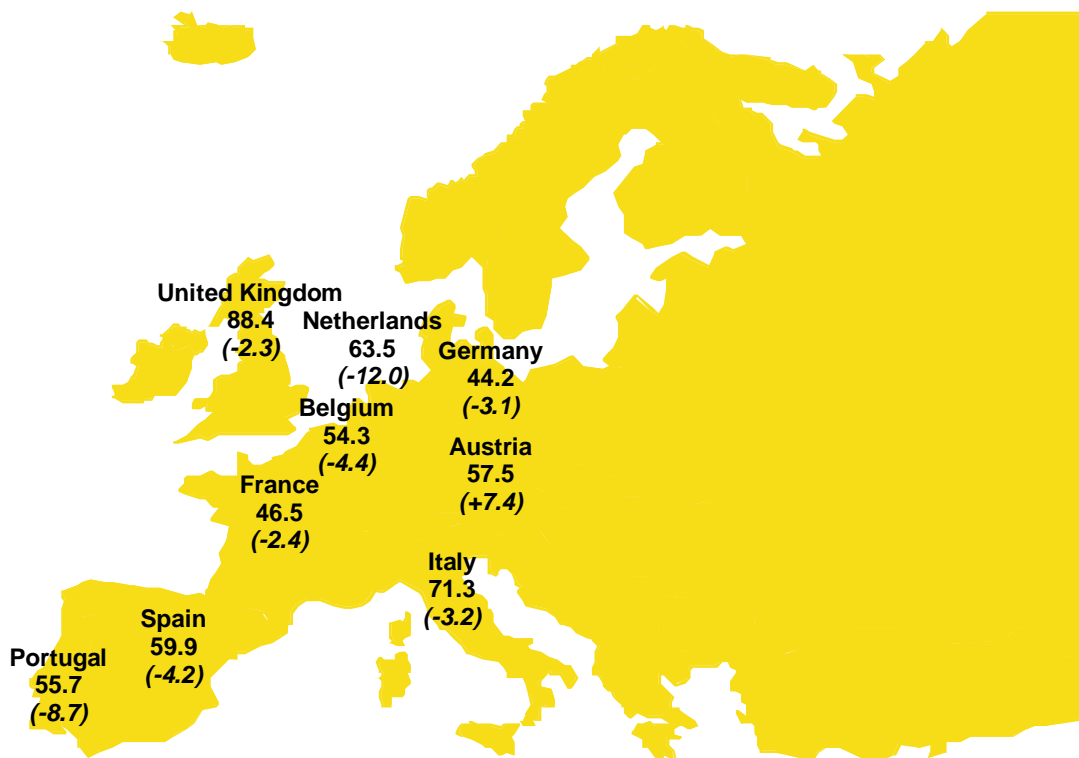 United Kingdom
88.4
(-2.3)
Netherlands
63.5
(-12.0)
Germany
44.2
(-3.1)
Belgium
54.3
(-4.4)
Austria
57.5
(+7.4)
France
46.5
(-2.4)
Italy
71.3
(-3.2)
Spain
59.9
(-4.2)
Portugal
55.7
(-8.7)